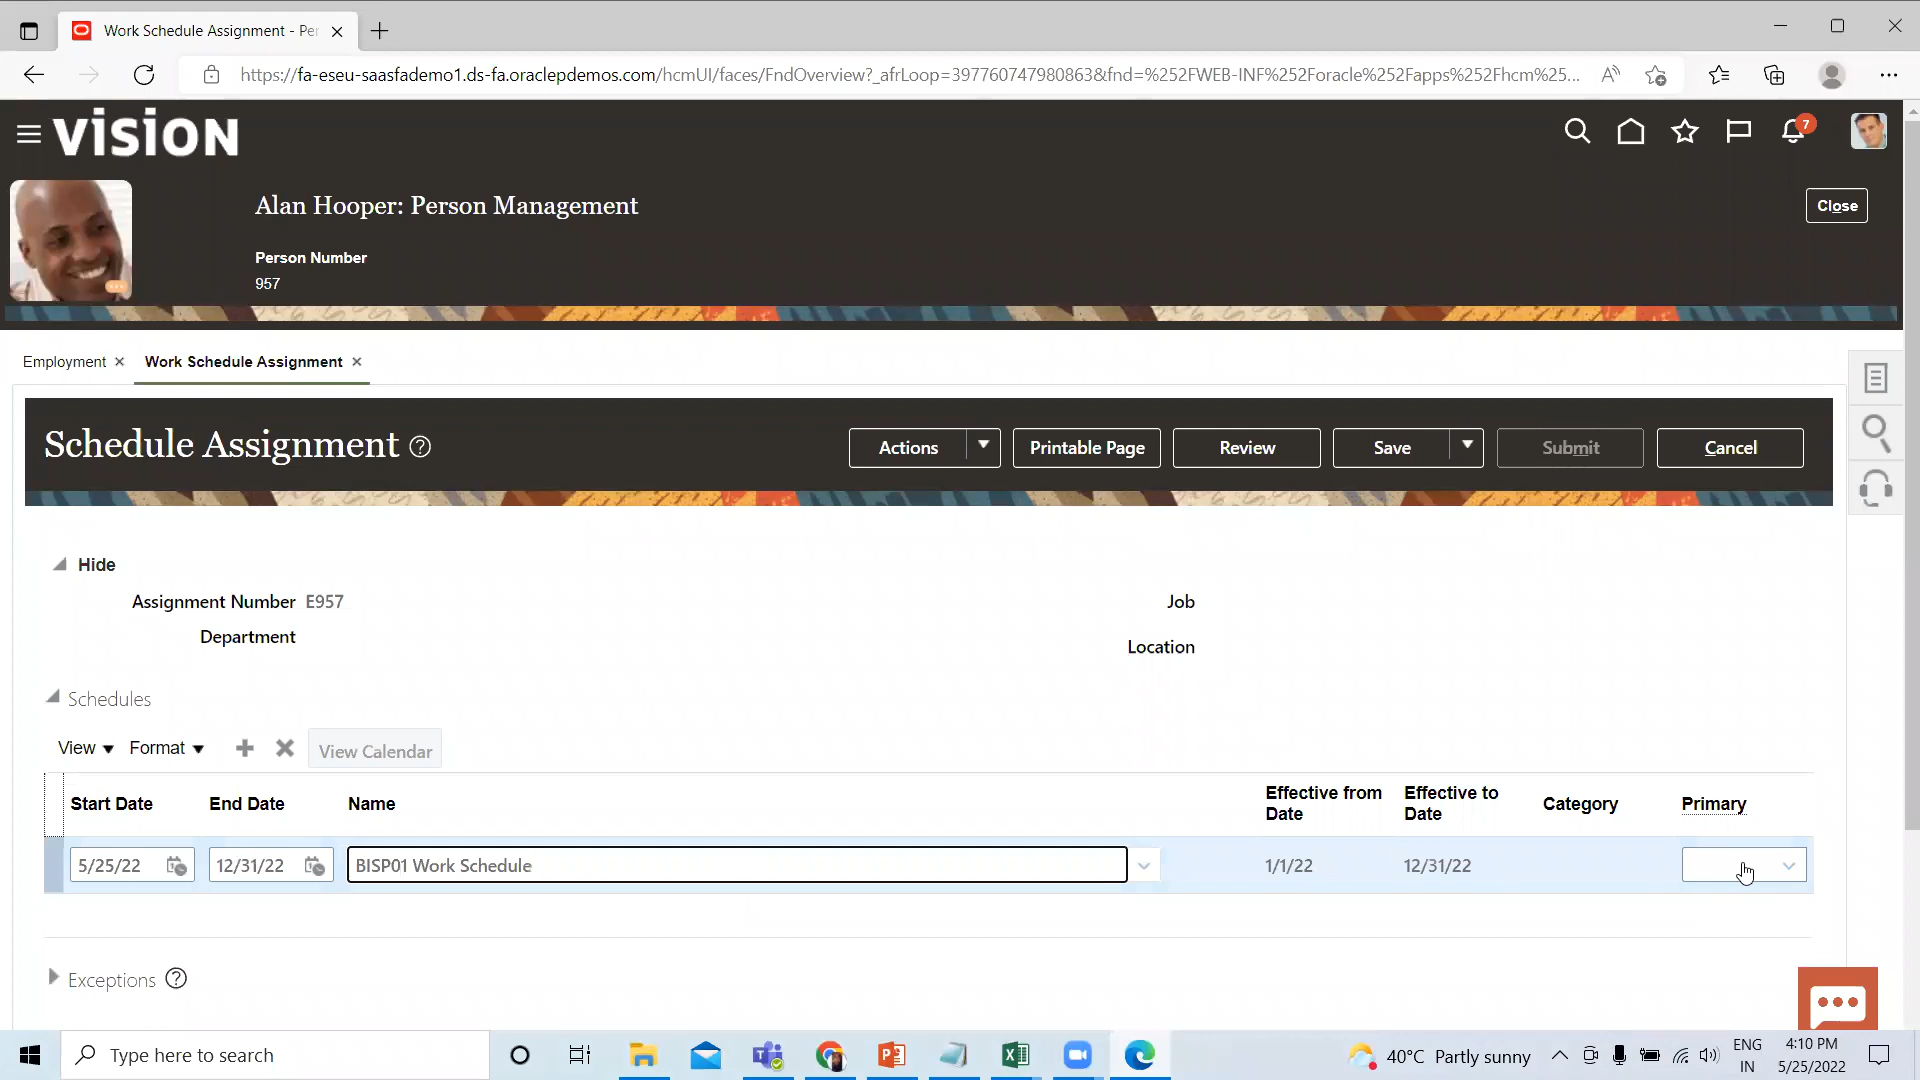 Work Schedule Assignment - Per
https://fa-eseu-saasfademo1.ds-fa.oraclepdemos.com/hcmUI/faces/FndOverview?_afrLoop=397760747980863&fnd=%252FWEB-INF%252Foracle%252Fapps%252Fhcm%25...
VISION
7
Alan Hooper: Person Management
Close
Person Number
957
Employment
Work Schedule Assignment
Schedule Assignment
Actions
Printable Page
Review
Save
Submit
Cancel
Hide
Assignment Number E957
Job
Department
Location
Schedules
View
Format
View Calendar
Start Date
End Date
Name
Effective from Date
Effective to Date
Category
Primary
5/25/22
12/31/22
BISP01 Work Schedule
1/1/22
12/31/22
Exceptions
Type here to search
40°C Partly sunny
ENG
IN
4:10 PM
5/25/2022